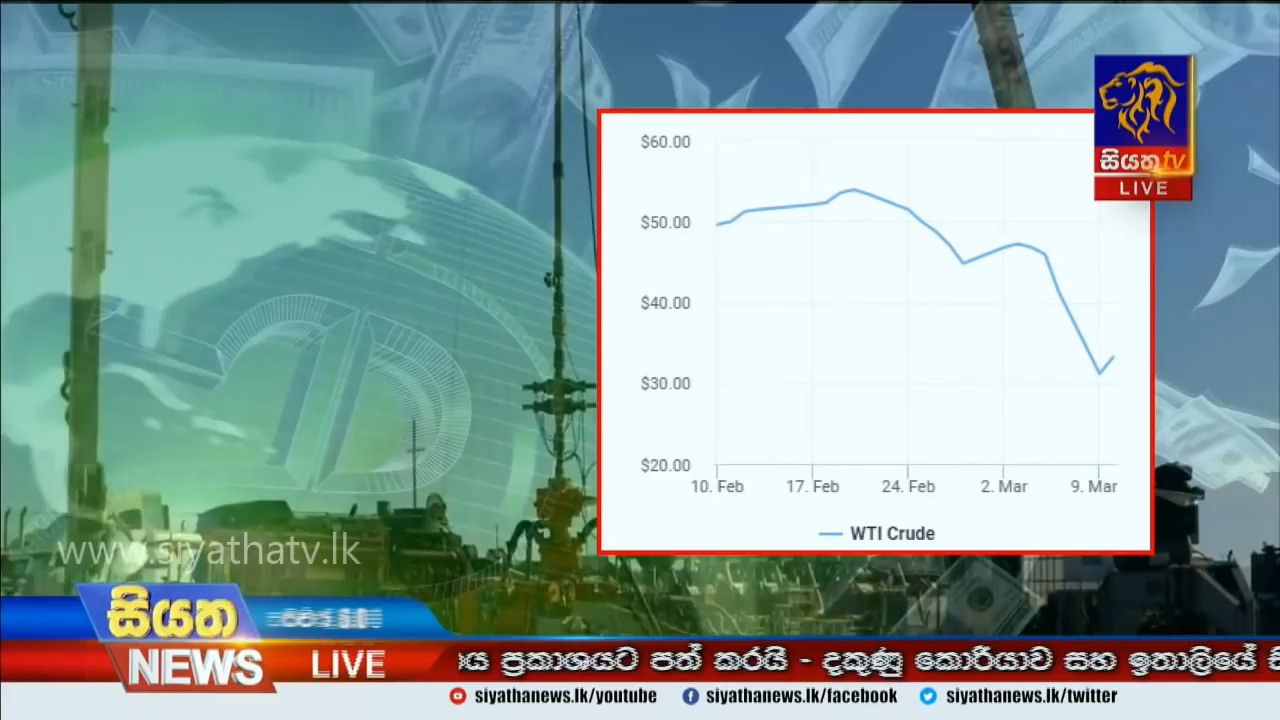 සියතtv
LIVE
$60.00
$50.00
$40.00
$30.00
$20.00
10. Feb
17. Feb
24. Feb
2. Mar
9. Mar
WTI Crude
www.siyathatv.lk
සියත
NEWS
LIVE
ප්‍රකාශයට පත් කරයි - දකුණු කොරියාව සහ ඉතාලියේ
siyathanews.lk/youtube
siyathanews.lk/facebook
siyathanews.lk/twitter